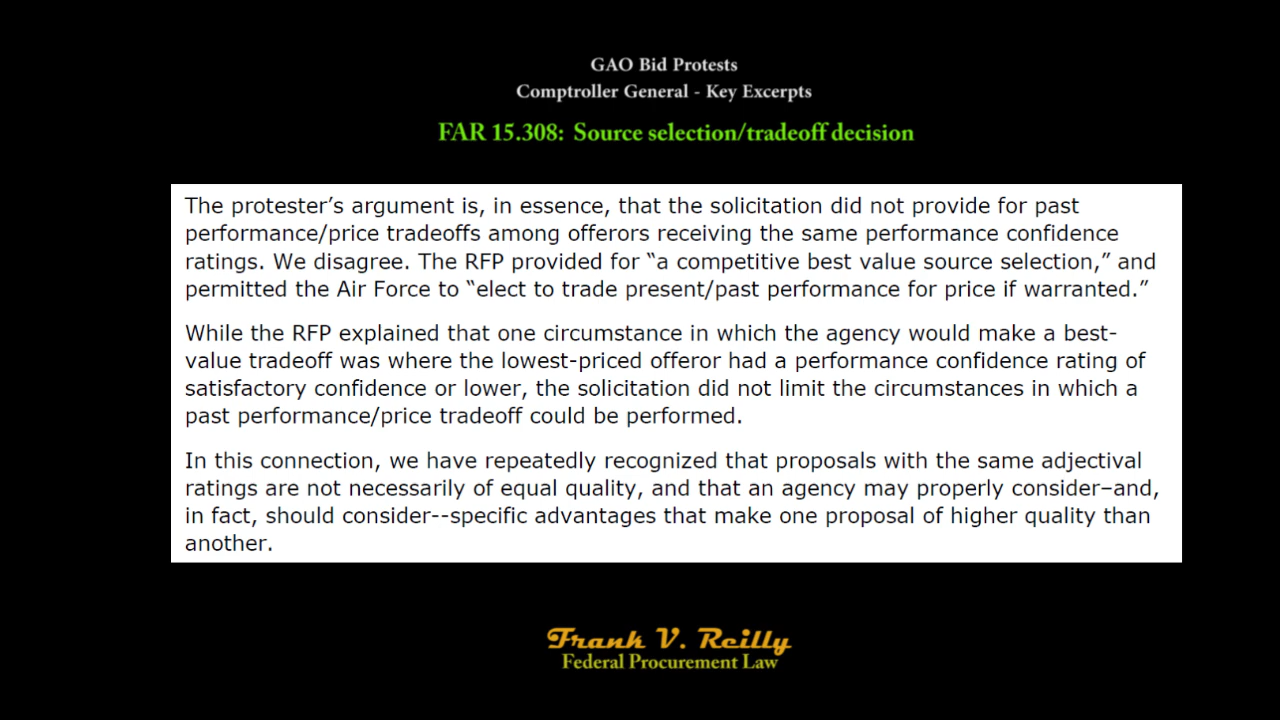 GAO Bid Protests
Comptroller General - Key Excerpts
FAR 15.308:  Source selection/tradeoff decision
The protester’s argument is, in essence, that the solicitation did not provide for past
performance/price tradeoffs among offerors receiving the same performance confidence
ratings. We disagree. The RFP provided for “a competitive best value source selection,” and
permitted the Air Force to “elect to trade present/past performance for price if warranted.”
While the RFP explained that one circumstance in which the agency would make a best-
value tradeoff was where the lowest-priced offeror had a performance confidence rating of
satisfactory confidence or lower, the solicitation did not limit the circumstances in which a
past performance/price tradeoff could be performed.
In this connection, we have repeatedly recognized that proposals with the same adjectival
ratings are not necessarily of equal quality, and that an agency may properly consider–and,
in fact, should consider--specific advantages that make one proposal of higher quality than
another.
Frank V. Reilly
Federal Procurement Law